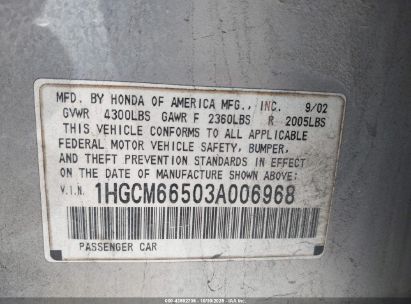 MFD. BY HONDA OF AMERICA MFG., INC. 9/02
GVWR 4300LBS GAWR F 2360LBS R 2005LBS
THIS VEHICLE CONFORMS TO ALL APPLICABLE
FEDERAL MOTOR VEHICLE SAFETY, BUMPER,
AND THEFT PREVENTION STANDARDS IN EFFECT
ON THE DATE OF MANUFACTURE SHOWN ABOVE.
V.I.N. 1HGCM66503A006968
PASSENGER CAR